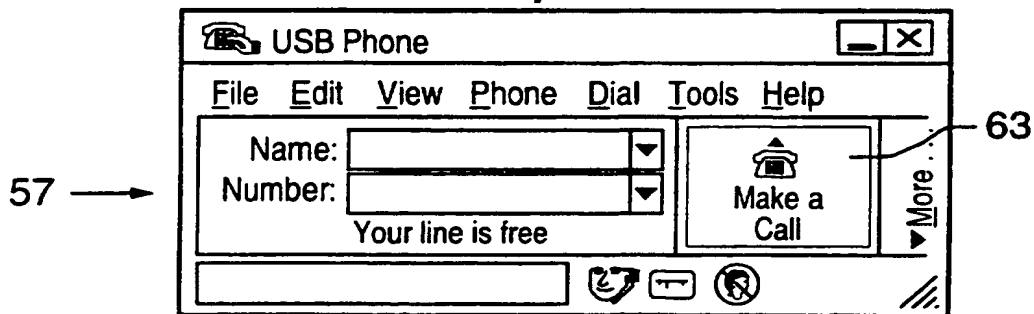 USB Phone
File Edit View Phone Dial Tools Help
Name:
Number:
Your line is free
Make a
Call
More...
57
63